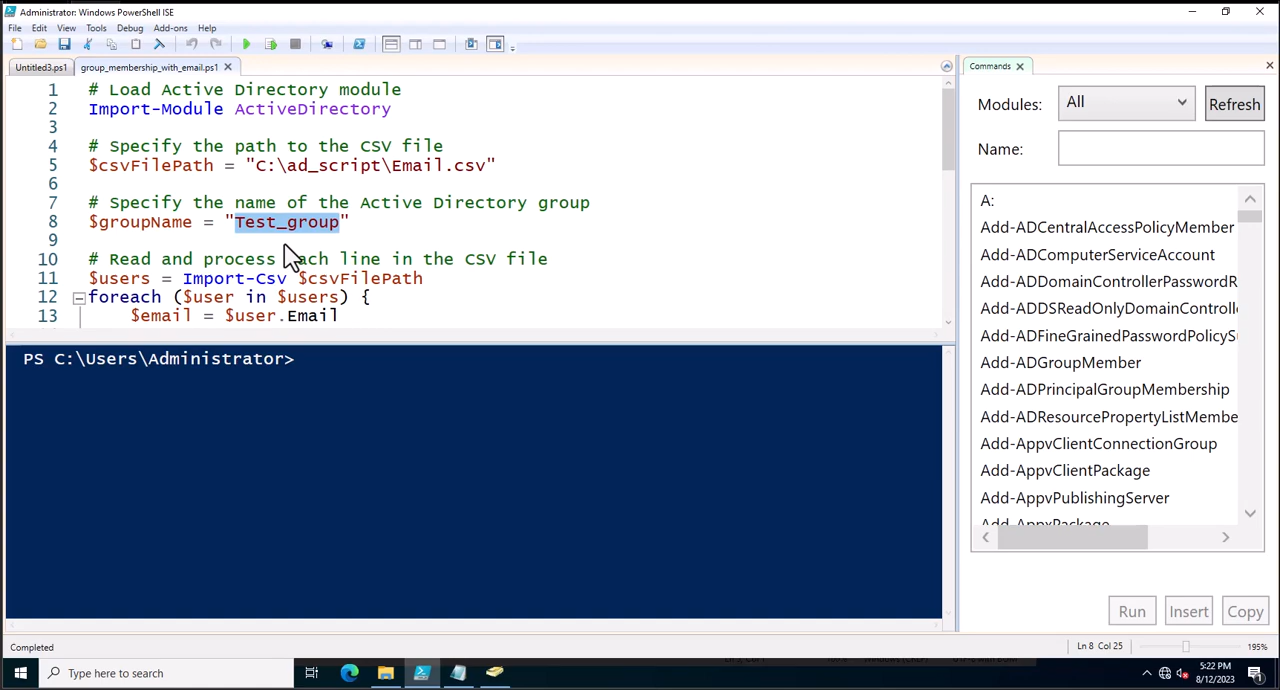 Administrator: Windows PowerShell ISE
File Edit View Tools Debug Add-ons Help
Untitled3.ps1 group_membership_with_email.ps1
1 # Load Active Directory module
2 Import-Module ActiveDirectory
3
4 # Specify the path to the CSV file
5 $csvFilePath = "C:\ad_script\Email.csv"
6
7 # Specify the name of the Active Directory group
8 $groupName = "Test_group"
9
10 # Read and process each line in the CSV file
11 $users = Import-Csv $csvFilePath
12 foreach ($user in $users) {
13 $email = $user.Email
PS C:\Users\Administrator>
Commands
Modules: All Refresh
Name:
A:
Add-ADCentralAccessPolicyMember
Add-ADComputerServiceAccount
Add-ADDomainControllerPasswordR
Add-ADDSReadOnlyDomainControlle
Add-ADFineGrainedPasswordPolicySu
Add-ADGroupMember
Add-ADPrincipalGroupMembership
Add-ADResourcePropertyListMembe
Add-AppvClientConnectionGroup
Add-AppvClientPackage
Add-AppvPublishingServer
Add-AppxPackage
Run Insert Copy
Completed
Ln 8 Col 25 195%
Type here to search
5:22 PM
8/12/2023
1